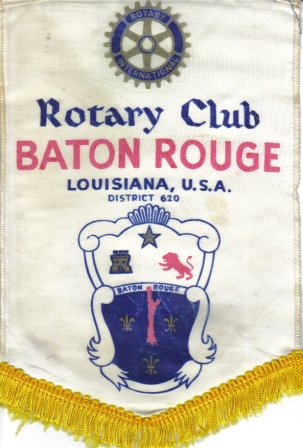 ROTARY
INTERNATIONAL
Rotary Club
BATON ROUGE
LOUISIANA, U.S.A.
DISTRICT 620
BATON ROUGE